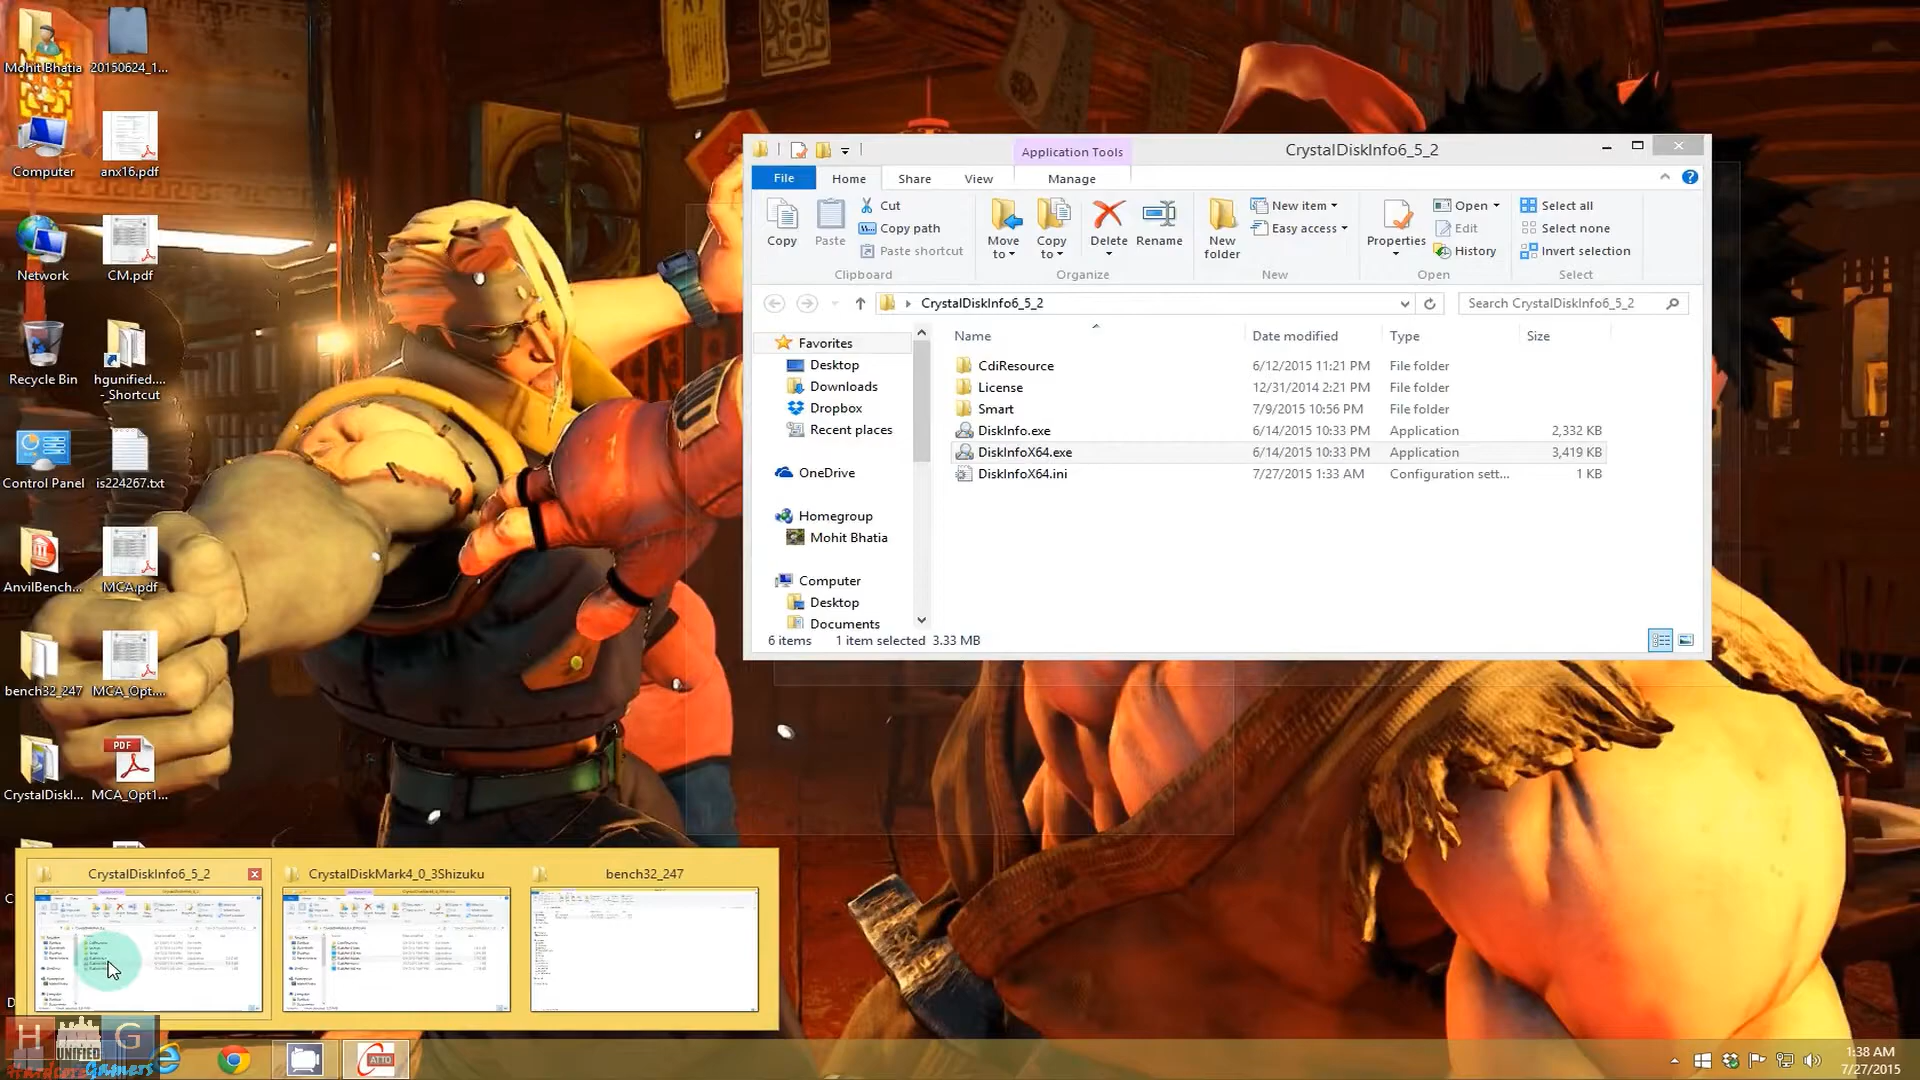 Mohit Bhatia
20150624_1...
Computer
anx16.pdf
Network
CM.pdf
Recycle Bin
hgunified....
- Shortcut
Control Panel
is224267.txt
AnvilBench...
MCA.pdf
bench32_247
MCA_Opt....
PDF
CrystalDiskI...
MCA_Opt1...
Application Tools
CrystalDiskInfo6_5_2
File
Home
Share
View
Manage
Copy
Paste
Cut
Copy path
Paste shortcut
Clipboard
Move to
Copy to
Delete
Rename
Organize
New folder
New item
Easy access
New
Properties
Open
Edit
History
Open
Select all
Select none
Invert selection
Select
CrystalDiskInfo6_5_2
Search CrystalDiskInfo6_5_2
Favorites
Desktop
Downloads
Dropbox
Recent places
OneDrive
Homegroup
Mohit Bhatia
Computer
Desktop
Documents
Name Date modified Type Size
CdiResource 6/12/2015 11:21 PM File folder
License 12/31/2014 2:21 PM File folder
Smart 7/9/2015 10:56 PM File folder
DiskInfo.exe 6/14/2015 10:33 PM Application 2,332 KB
DiskInfoX64.exe 6/14/2015 10:33 PM Application 3,419 KB
DiskInfoX64.ini 7/27/2015 1:33 AM Configuration sett... 1 KB
6 items 1 item selected 3.33 MB
CrystalDiskInfo6_5_2
CrystalDiskMark4_0_3Shizuku
bench32_247
H UNIFIED G
HardCore Gamers
ATTO
1:38 AM
7/27/2015